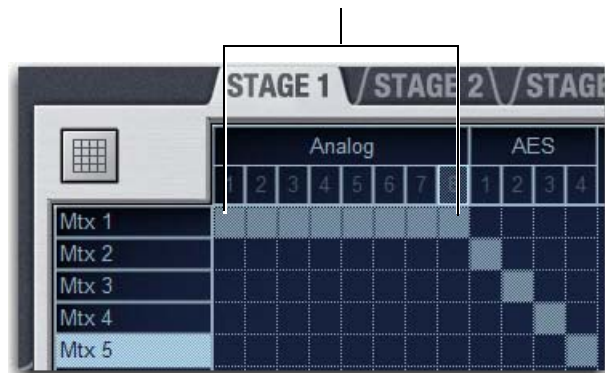 STAGE 1 STAGE 2 STAGE
Analog AES
1 2 3 4 5 6 7 8 1 2 3 4
Mtx 1
Mtx 2
Mtx 3
Mtx 4
Mtx 5